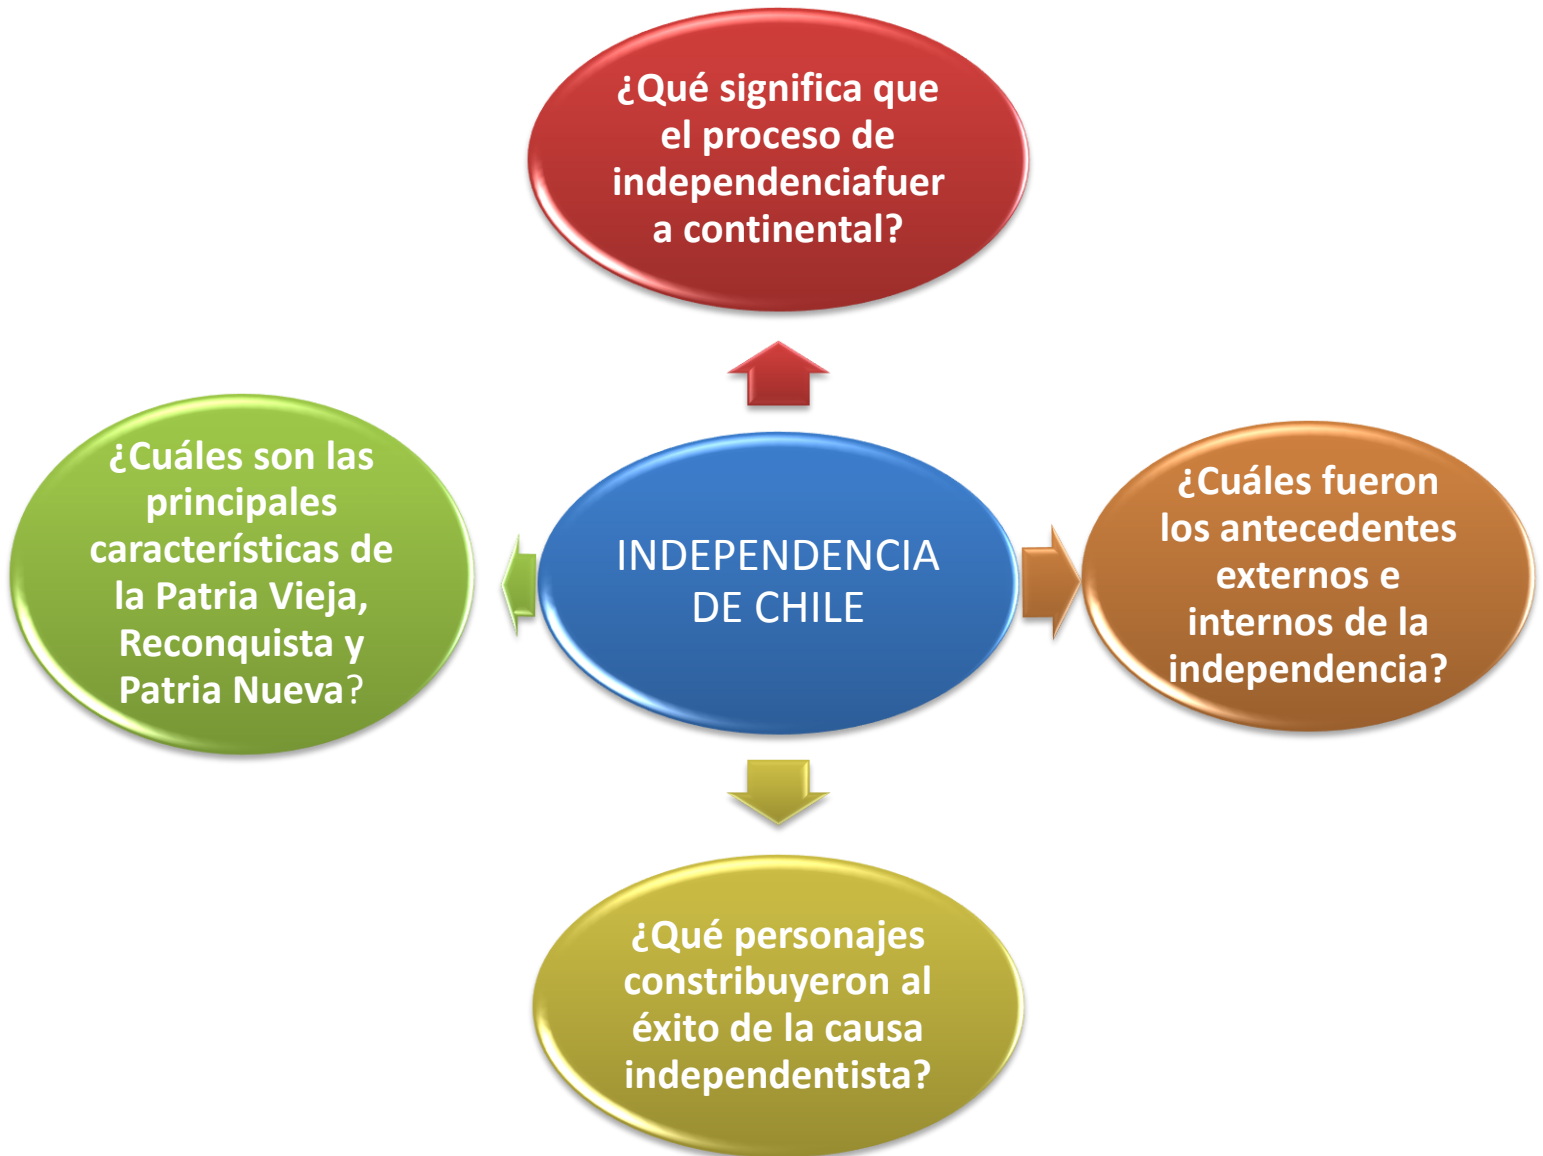 ¿Qué significa que
el proceso de
independenciafuer
a continental?
¿Cuáles son las
principales
características de
la Patria Vieja,
Reconquista y
Patria Nueva?
INDEPENDENCIA
DE CHILE
¿Cuáles fueron
los antecedentes
externos e
internos de la
independencia?
¿Qué personajes
constribuyeron al
éxito de la causa
independentista?